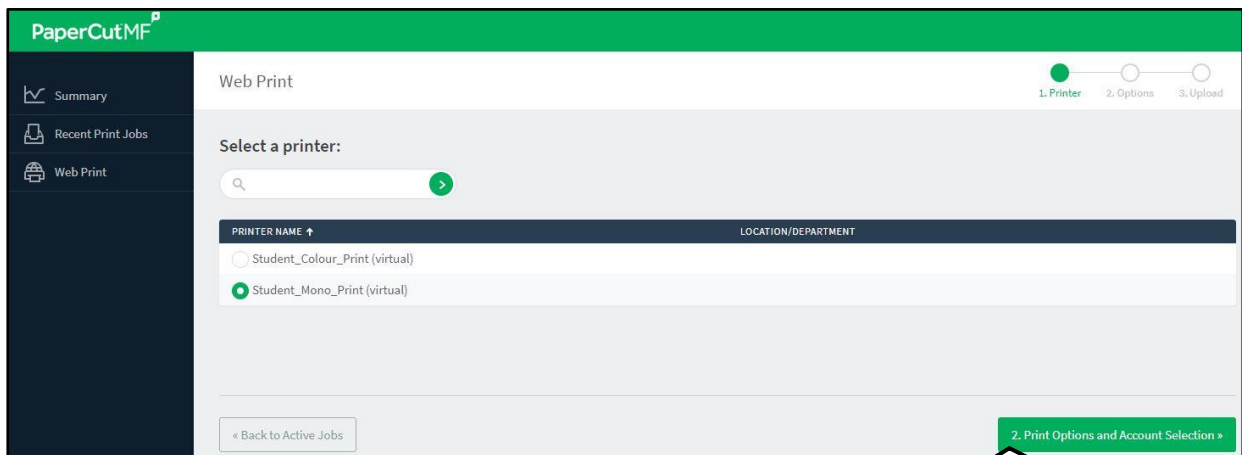 PaperCutMF
Summary
Recent Print Jobs
Web Print
Web Print
1. Printer 2. Options 3. Upload
Select a printer:
PRINTER NAME ↑ LOCATION/DEPARTMENT
Student_Colour_Print (virtual)
Student_Mono_Print (virtual)
« Back to Active Jobs
2. Print Options and Account Selection »